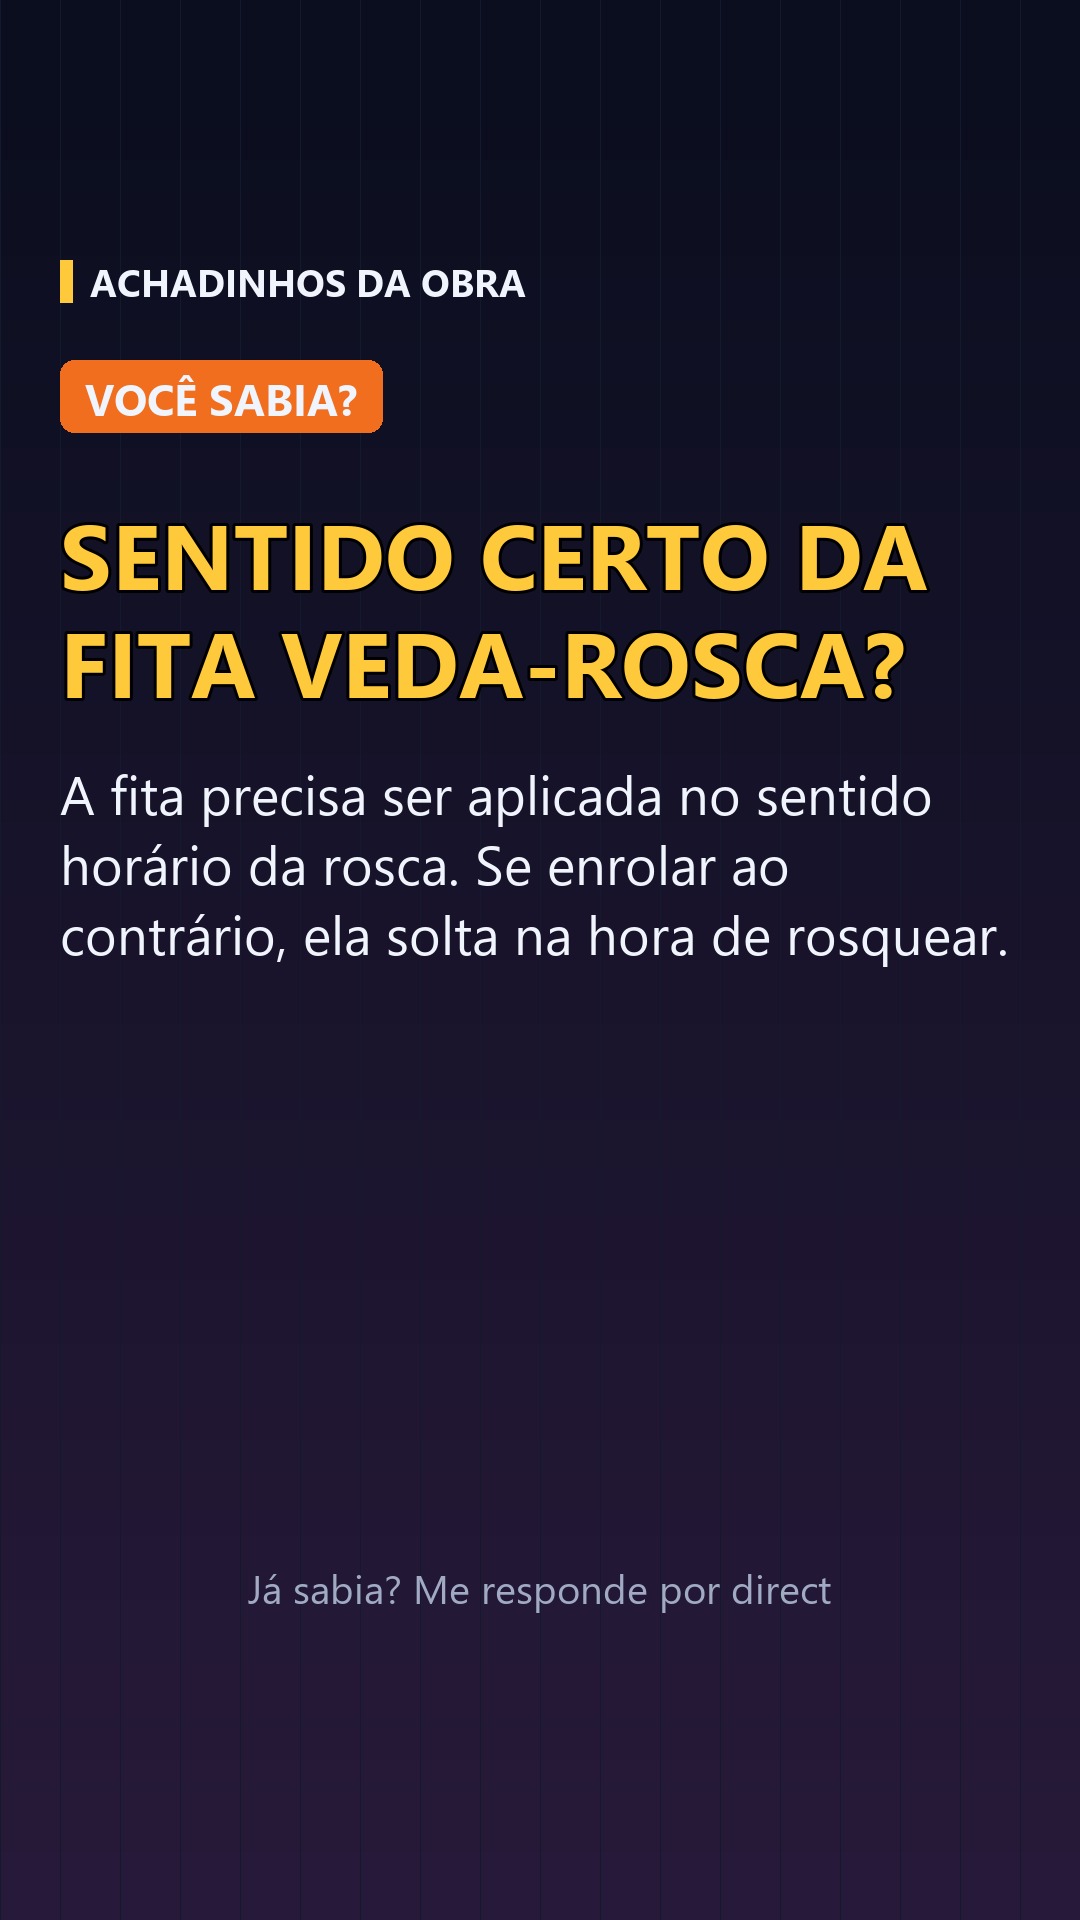 ACHADINHOS DA OBRA
VOCÊ SABIA?
SENTIDO CERTO DA
FITA VEDA-ROSCA?
A fita precisa ser aplicada no sentido
horário da rosca. Se enrolar ao
contrário, ela solta na hora de rosquear.
Já sabia? Me responde por direct